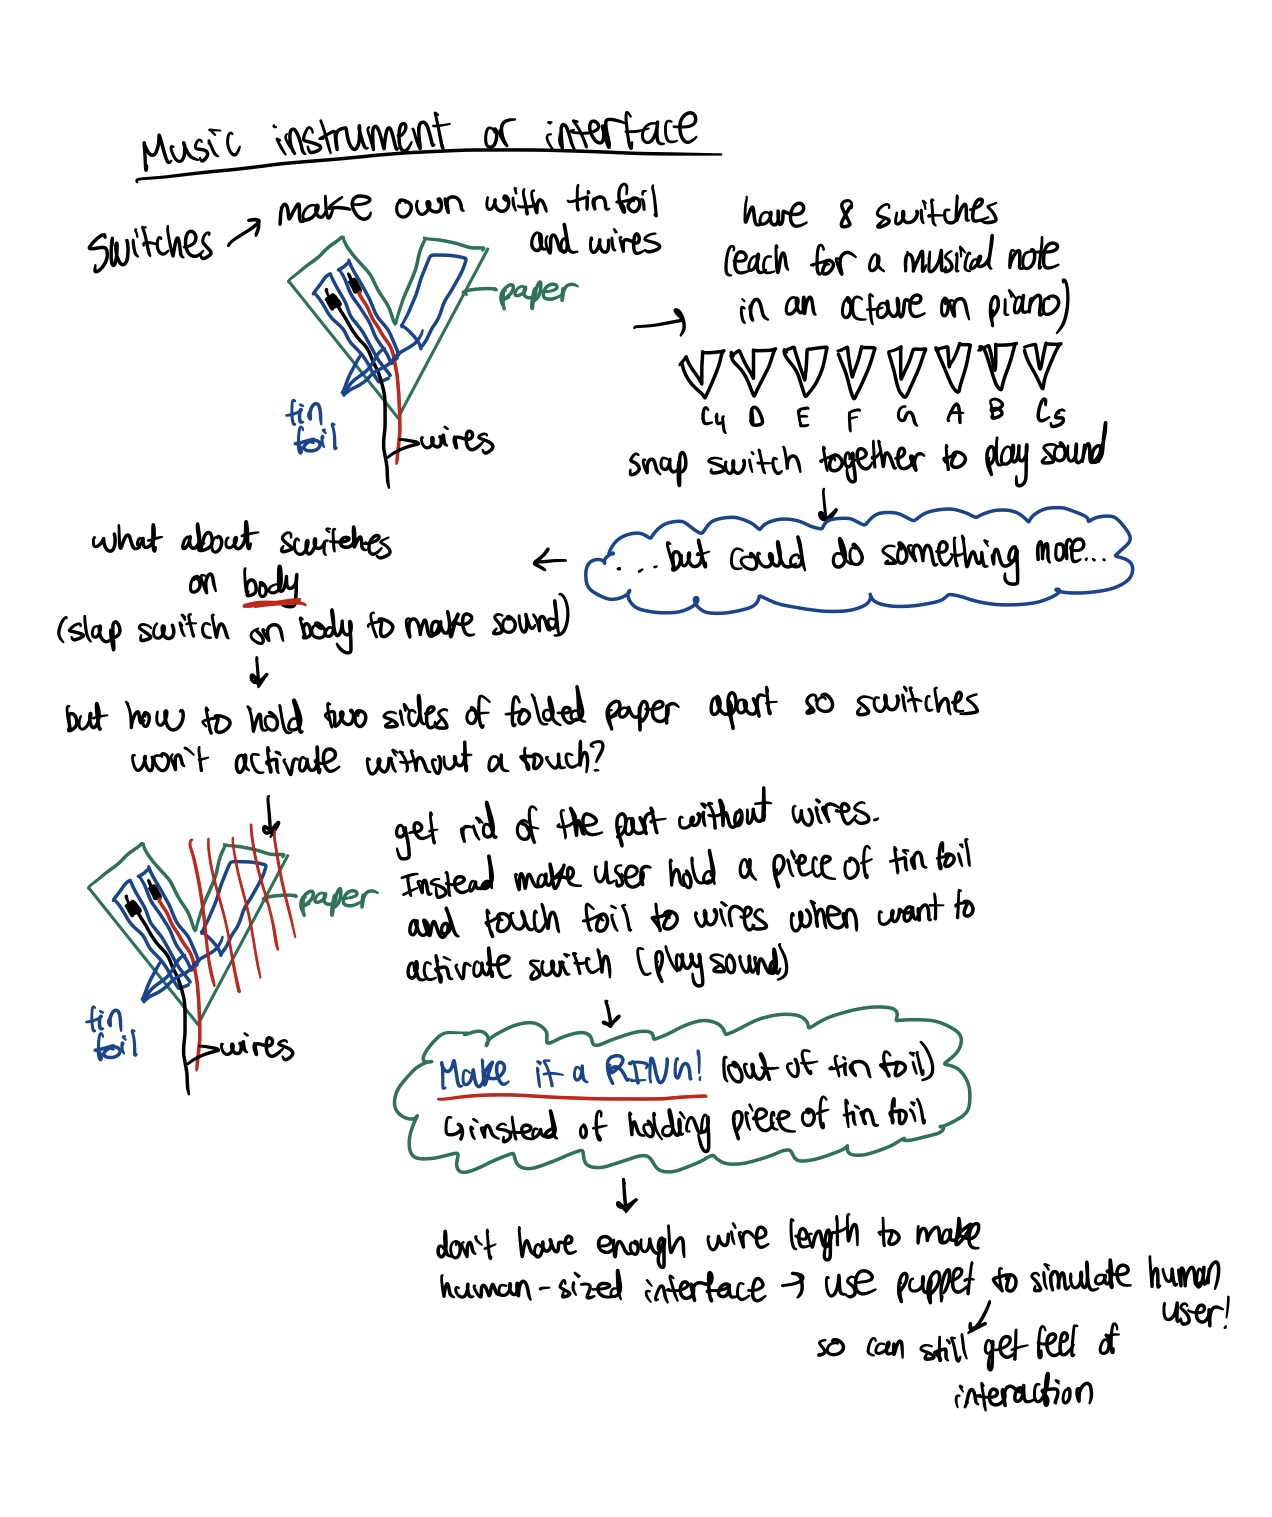 Music instrument or interface
switches → make own with tin foil
and wires
paper
tin
foil
wires
→
have 8 switches
(each for a musical note
in an octave on piano)
C4 D E F G A B C5
snap switch together to play sound
↓
...but could do something more...
←
what about switches
on body
(slap switch on body to make sound)
↓
but how to hold two sides of folded paper apart so switches
won't activate without a touch?
↓
paper
tin
foil
wires
get rid of the part without wires.
Instead make user hold a piece of tin foil
and touch foil to wires when want to
activate switch (play sound)
↓
Make it a RING! (out of tin foil)
↳ instead of holding piece of tin foil
↓
don't have enough wire length to make
human-sized interface → use puppet to simulate human
user!
so can still get feel of
interaction